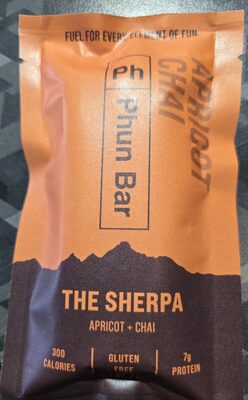 FUEL FOR EVERY ELEMENT OF FUN
Ph
Phun Bar
APRICOT
CHAI
THE SHERPA
APRICOT + CHAI
300
CALORIES
GLUTEN
FREE
7g
PROTEIN